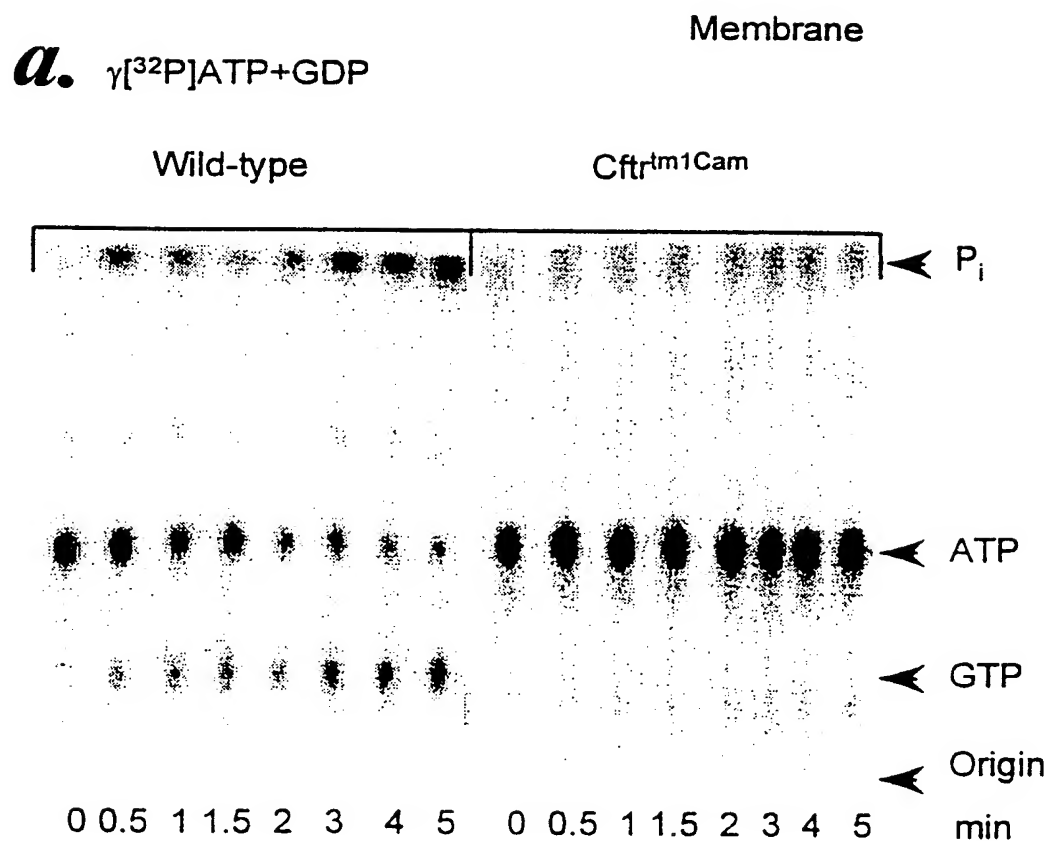 Membrane
a. γ[³²P]ATP+GDP
Wild-type Cftrᵗᵐ¹ᶜᵃᵐ
Pᵢ
ATP
GTP
Origin
0 0.5 1 1.5 2 3 4 5 0 0.5 1 1.5 2 3 4 5 min